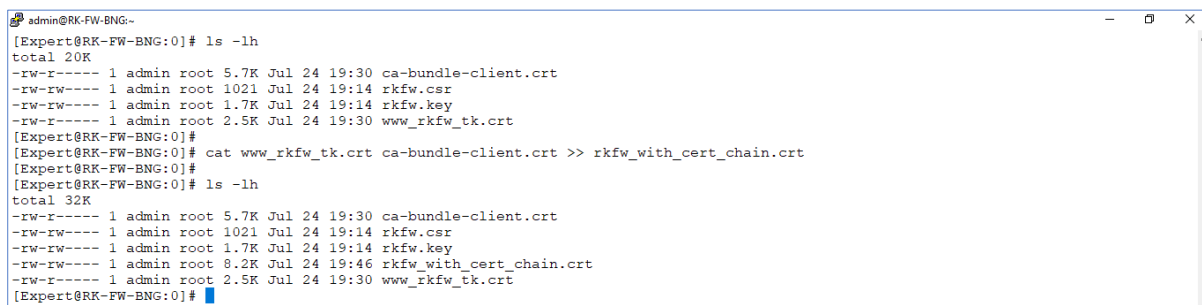 admin@RK-FW-BNG:~
[Expert@RK-FW-BNG:0]# ls -lh
total 20K
-rw-r----- 1 admin root 5.7K Jul 24 19:30 ca-bundle-client.crt
-rw-rw---- 1 admin root 1021 Jul 24 19:14 rkfw.csr
-rw-rw---- 1 admin root 1.7K Jul 24 19:14 rkfw.key
-rw-r----- 1 admin root 2.5K Jul 24 19:30 www_rkfw_tk.crt
[Expert@RK-FW-BNG:0]#
[Expert@RK-FW-BNG:0]# cat www_rkfw_tk.crt ca-bundle-client.crt >> rkfw_with_cert_chain.crt
[Expert@RK-FW-BNG:0]#
[Expert@RK-FW-BNG:0]# ls -lh
total 32K
-rw-r----- 1 admin root 5.7K Jul 24 19:30 ca-bundle-client.crt
-rw-rw---- 1 admin root 1021 Jul 24 19:14 rkfw.csr
-rw-rw---- 1 admin root 1.7K Jul 24 19:14 rkfw.key
-rw-rw---- 1 admin root 8.2K Jul 24 19:46 rkfw_with_cert_chain.crt
-rw-r----- 1 admin root 2.5K Jul 24 19:30 www_rkfw_tk.crt
[Expert@RK-FW-BNG:0]#